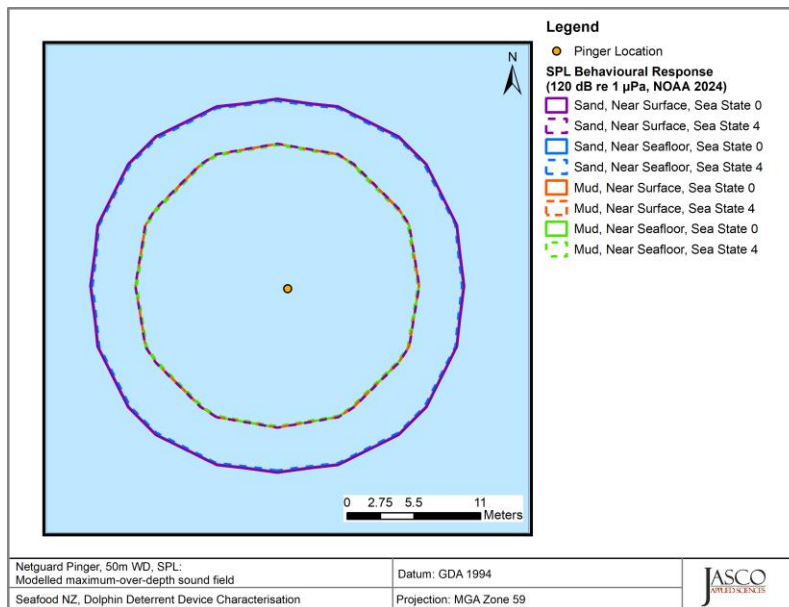 Legend
Pinger Location
SPL Behavioural Response
(120 dB re 1 µPa, NOAA 2024)
Sand, Near Surface, Sea State 0
Sand, Near Surface, Sea State 4
Sand, Near Seafloor, Sea State 0
Sand, Near Seafloor, Sea State 4
Mud, Near Surface, Sea State 0
Mud, Near Surface, Sea State 4
Mud, Near Seafloor, Sea State 0
Mud, Near Seafloor, Sea State 4
N
0 2.75 5.5 11
Meters
Netguard Pinger, 50m WD, SPL:
Modelled maximum-over-depth sound field
Datum: GDA 1994
Seafood NZ, Dolphin Deterrent Device Characterisation
Projection: MGA Zone 59
JASCO
APPLIED SCIENCES